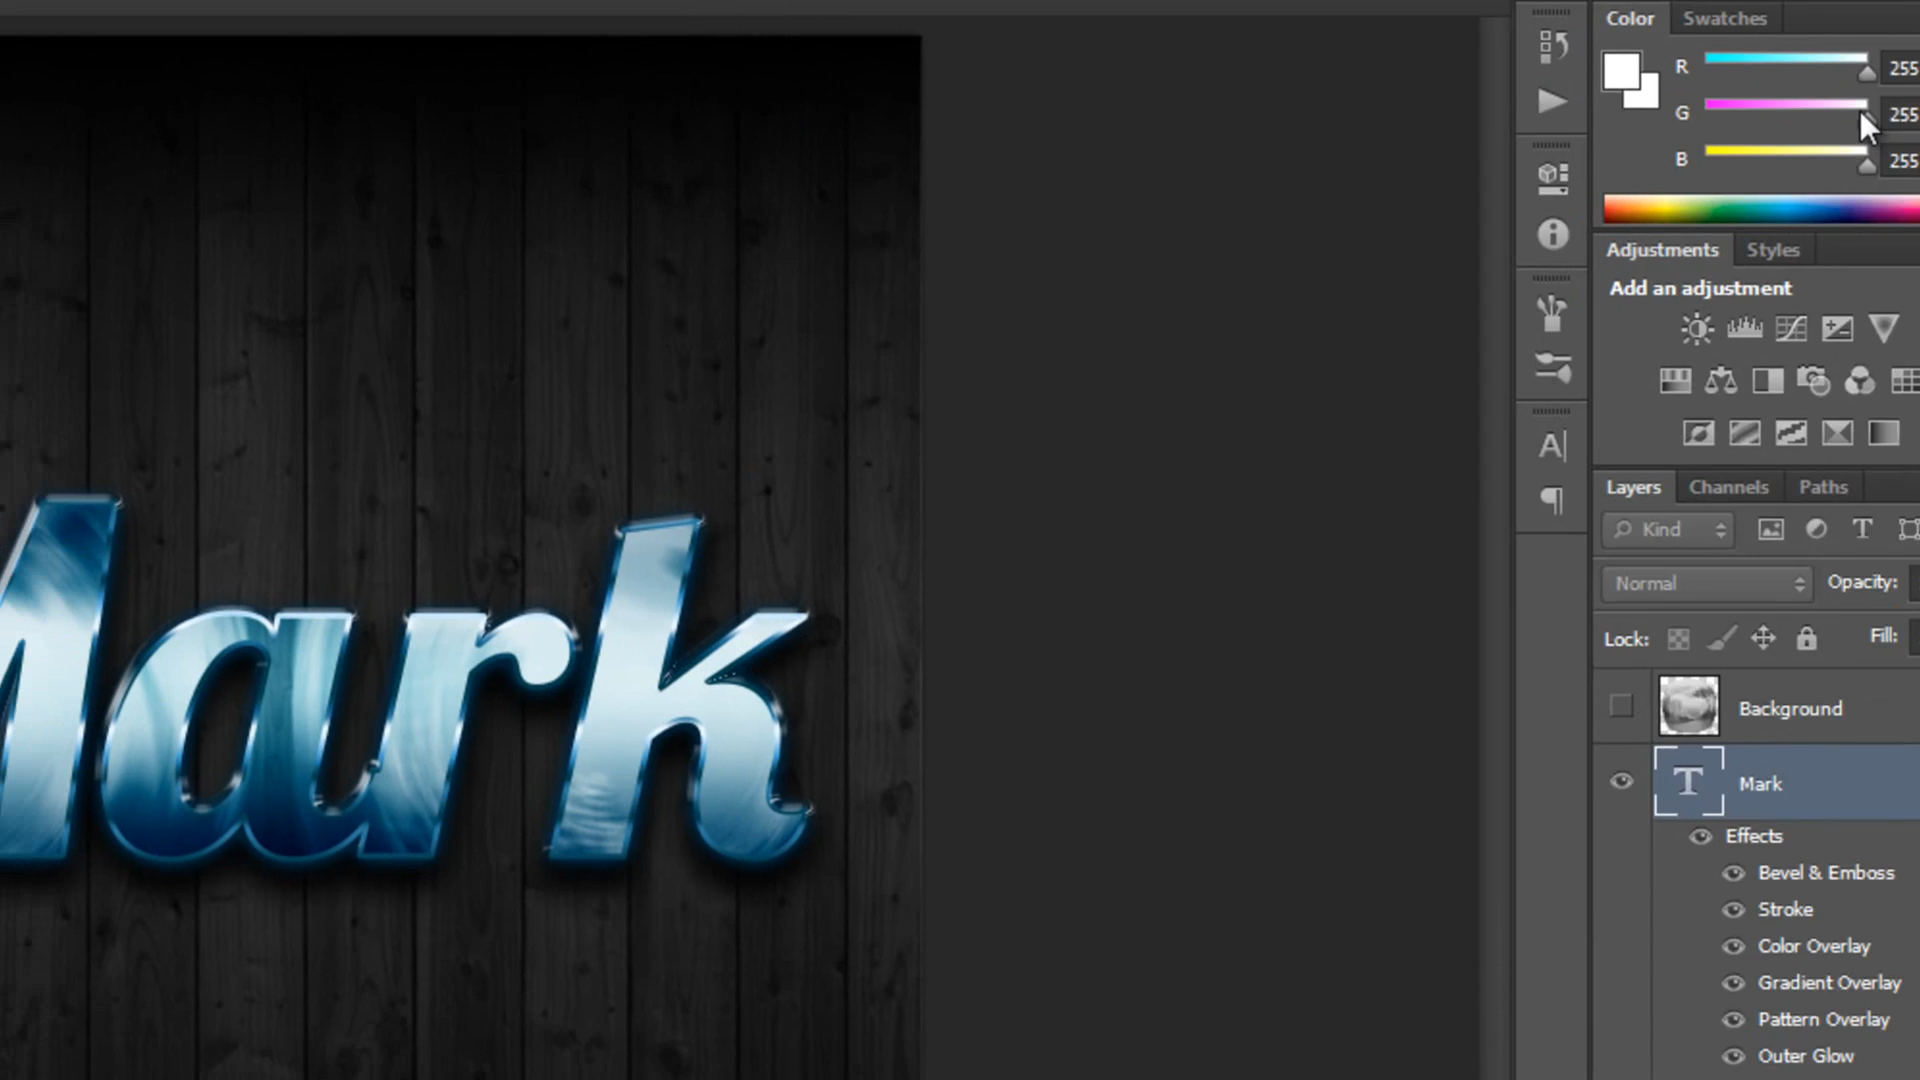 Color Swatches
R 255
G 255
B 255
Adjustments Styles
Add an adjustment
Layers Channels Paths
Kind
Normal Opacity:
Lock: Fill:
Background
Mark
Effects
Bevel & Emboss
Stroke
Color Overlay
Gradient Overlay
Pattern Overlay
Outer Glow
Mark